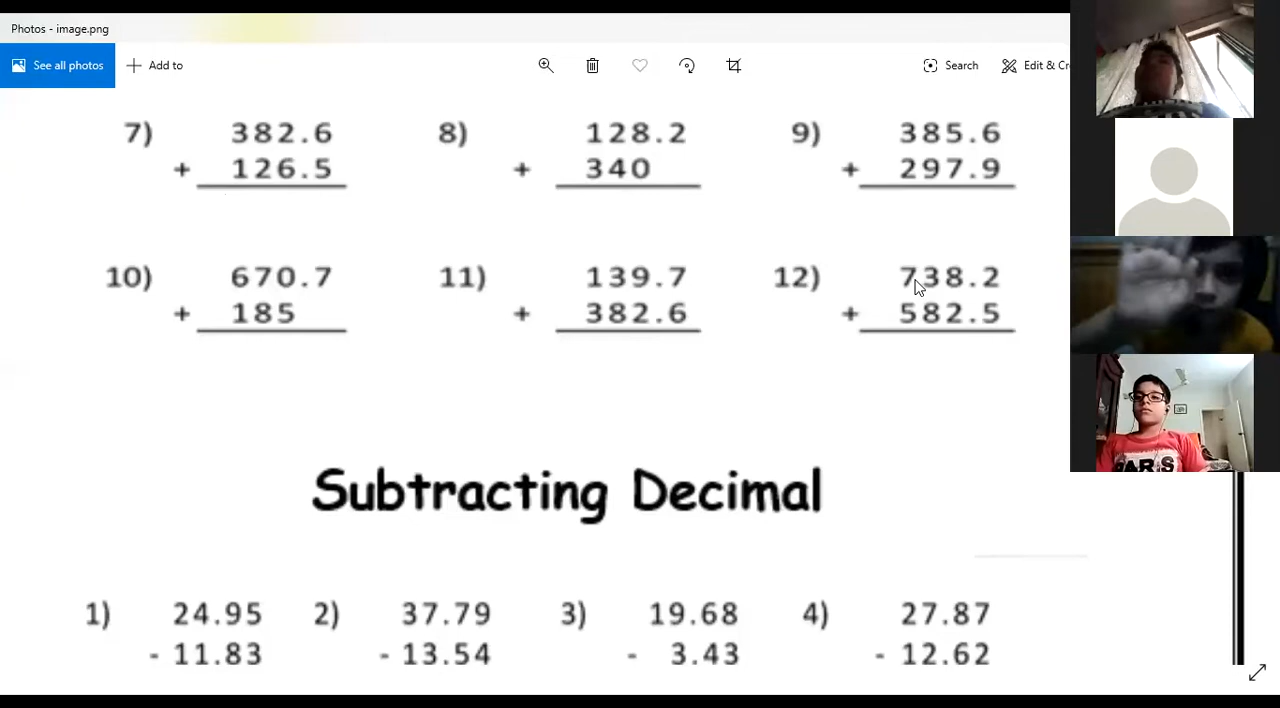 Photos - image.png
See all photos
Add to
Search
Edit & Cr
7) 382.6 8) 128.2 9) 385.6
+ 126.5 + 340 + 297.9
10) 670.7 11) 139.7 12) 738.2
+ 185 + 382.6 + 582.5
Subtracting Decimal
1) 24.95 2) 37.79 3) 19.68 4) 27.87
- 11.83 - 13.54 - 3.43 - 12.62